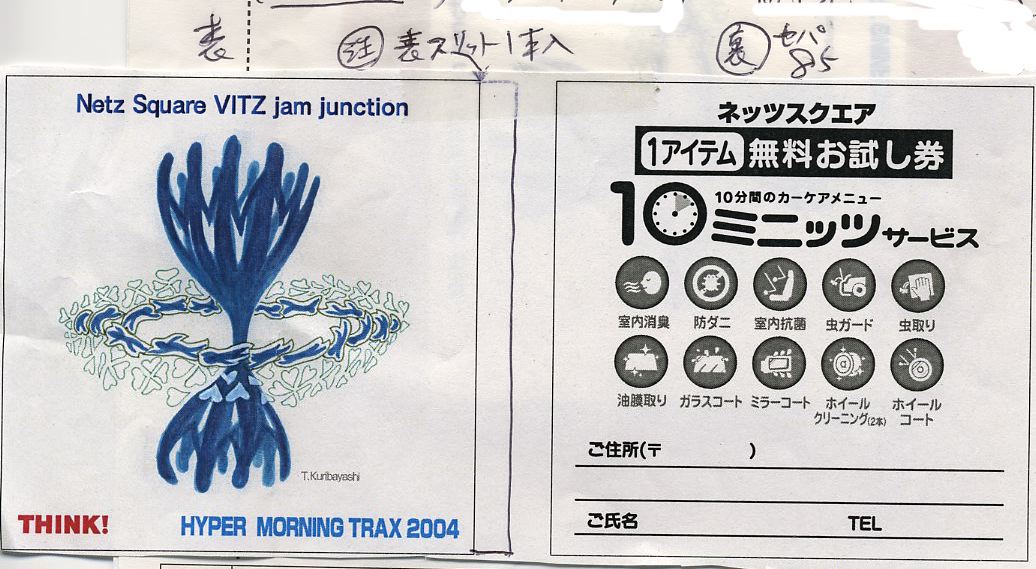 表
注 表スリット1本入
裏 セパ
85
Netz Square VITZ jam junction
T.Kuribayashi
THINK!
HYPER MORNING TRAX 2004
ネッツスクエア
1アイテム 無料お試し券
10分間のカーケアメニュー
10ミニッツサービス
室内消臭 防ダニ 室内抗菌 虫ガード 虫取り
油膜取り ガラスコート ミラーコート ホイールクリーニング(2本) ホイールコート
ご住所(〒 )
ご氏名 TEL